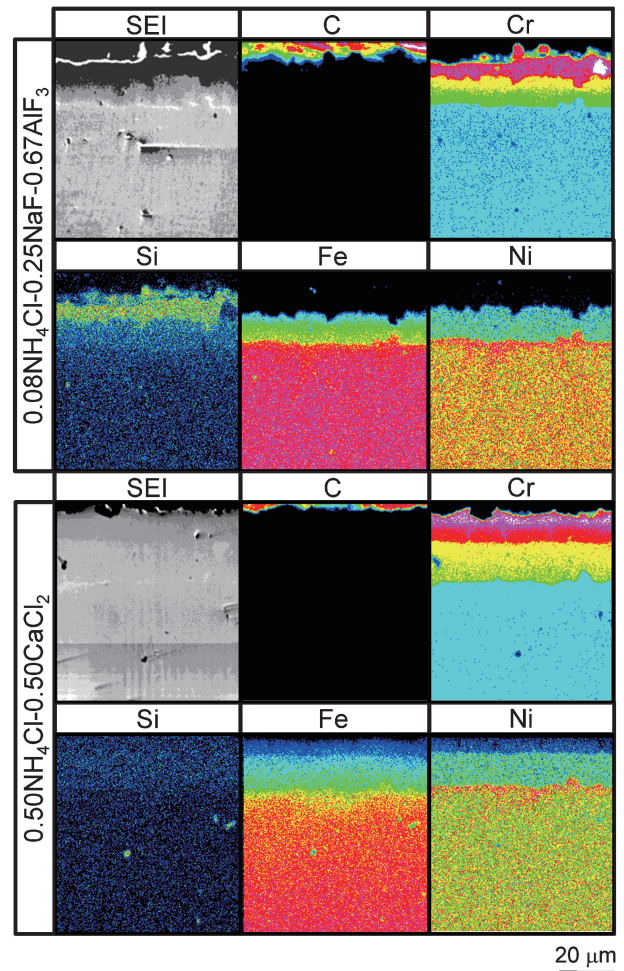 SEI C Cr
0.08NH₄Cl-0.25NaF-0.67AlF₃
Si Fe Ni
SEI C Cr
0.50NH₄Cl-0.50CaCl₂
Si Fe Ni
20 μm